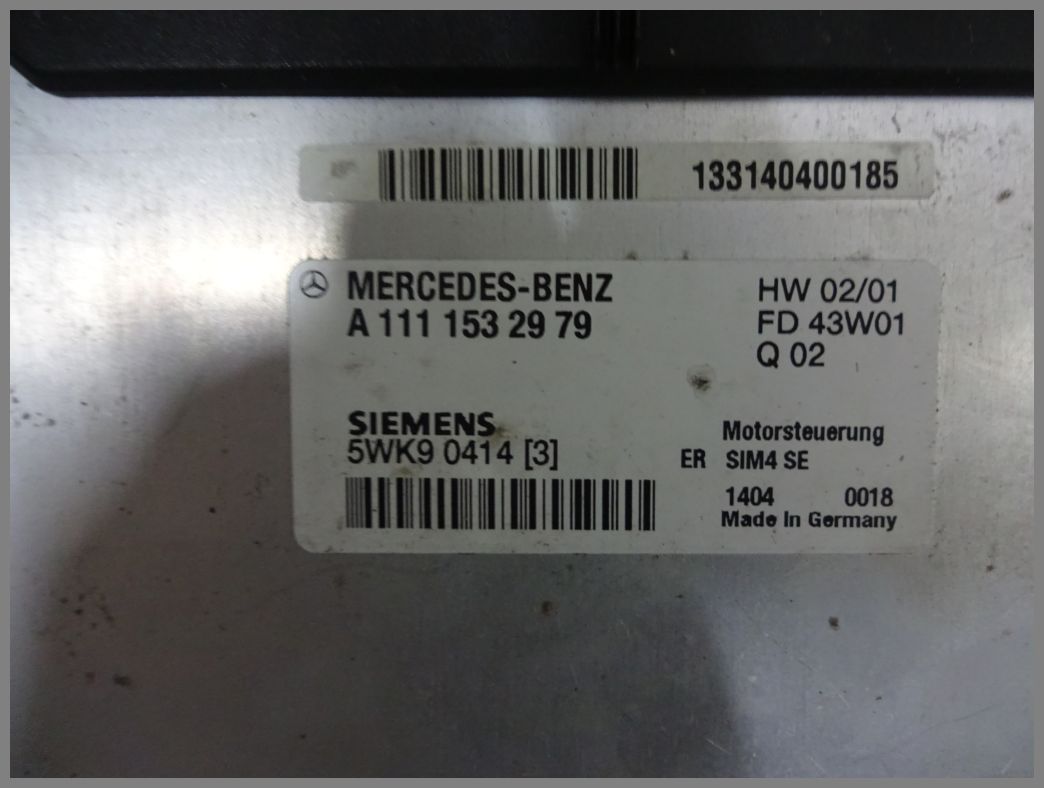 133140400185
MERCEDES-BENZ
A 111 153 29 79
HW 02/01
FD 43W01
Q 02
SIEMENS
5WK9 0414 [3]
Motorsteuerung
ER SIM4 SE
1404 0018
Made In Germany